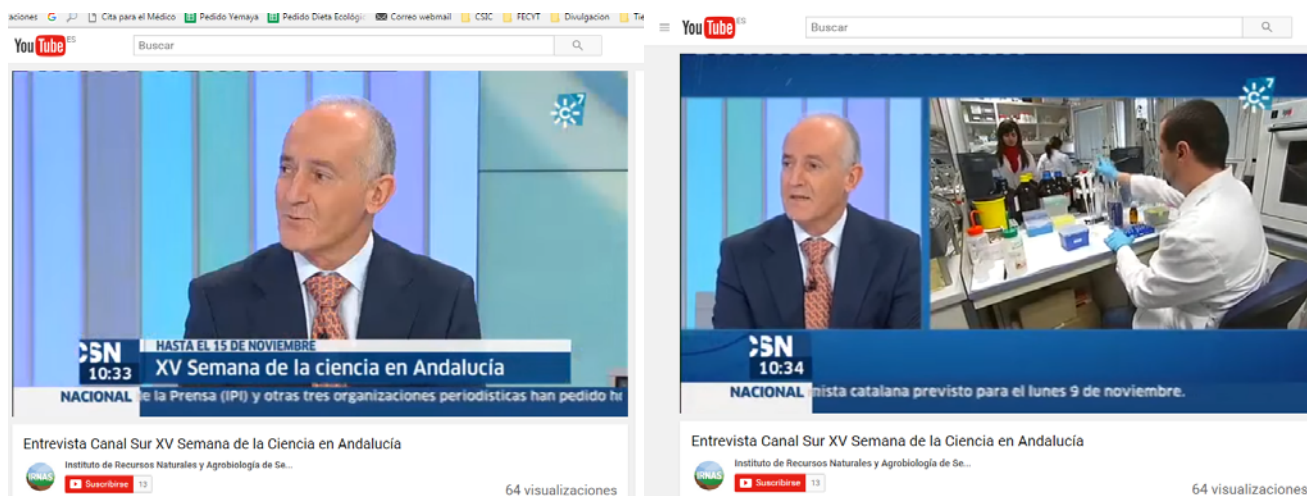 aciones
Cita para el Médico
Pedido Yemaya
Pedido Dieta Ecológic
Correo webmail
CSIC
FECYT
Divulgacion
Tie
YouTube ES
Buscar
7
HASTA EL 15 DE NOVIEMBRE
CSN
10:33
XV Semana de la ciencia en Andalucía
NACIONAL
e la Prensa (IPI) y otras tres organizaciones periodísticas han pedido
Entrevista Canal Sur XV Semana de la Ciencia en Andalucía
IRNAS
Instituto de Recursos Naturales y Agrobiología de Se...
Suscribirse 13
64 visualizaciones
YouTube ES
Buscar
7
CSN
10:34
NACIONAL
mista catalana previsto para el lunes 9 de noviembre.
Entrevista Canal Sur XV Semana de la Ciencia en Andalucía
IRNAS
Instituto de Recursos Naturales y Agrobiología de Se...
Suscribirse 13
64 visualizaciones